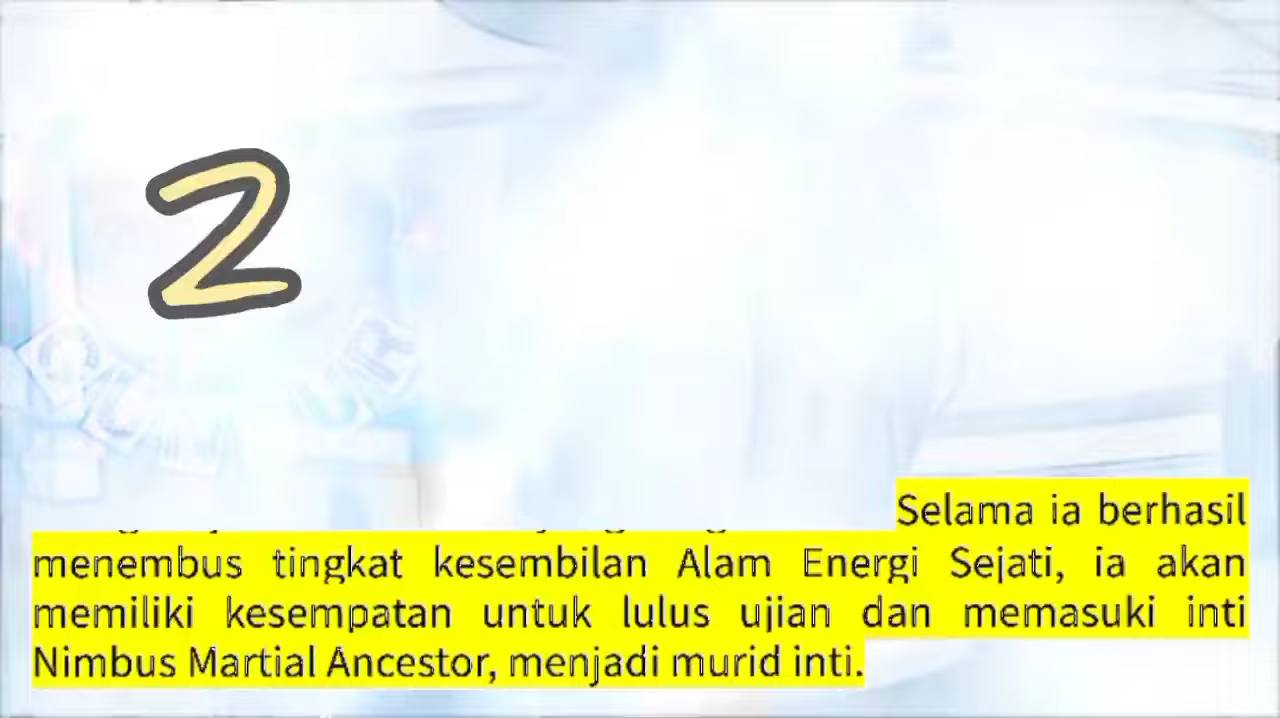 2
Selama ia berhasil
menembus tingkat kesembilan Alam Energi Sejati, ia akan
memiliki kesempatan untuk lulus ujian dan memasuki inti
Nimbus Martial Ancestor, menjadi murid inti.